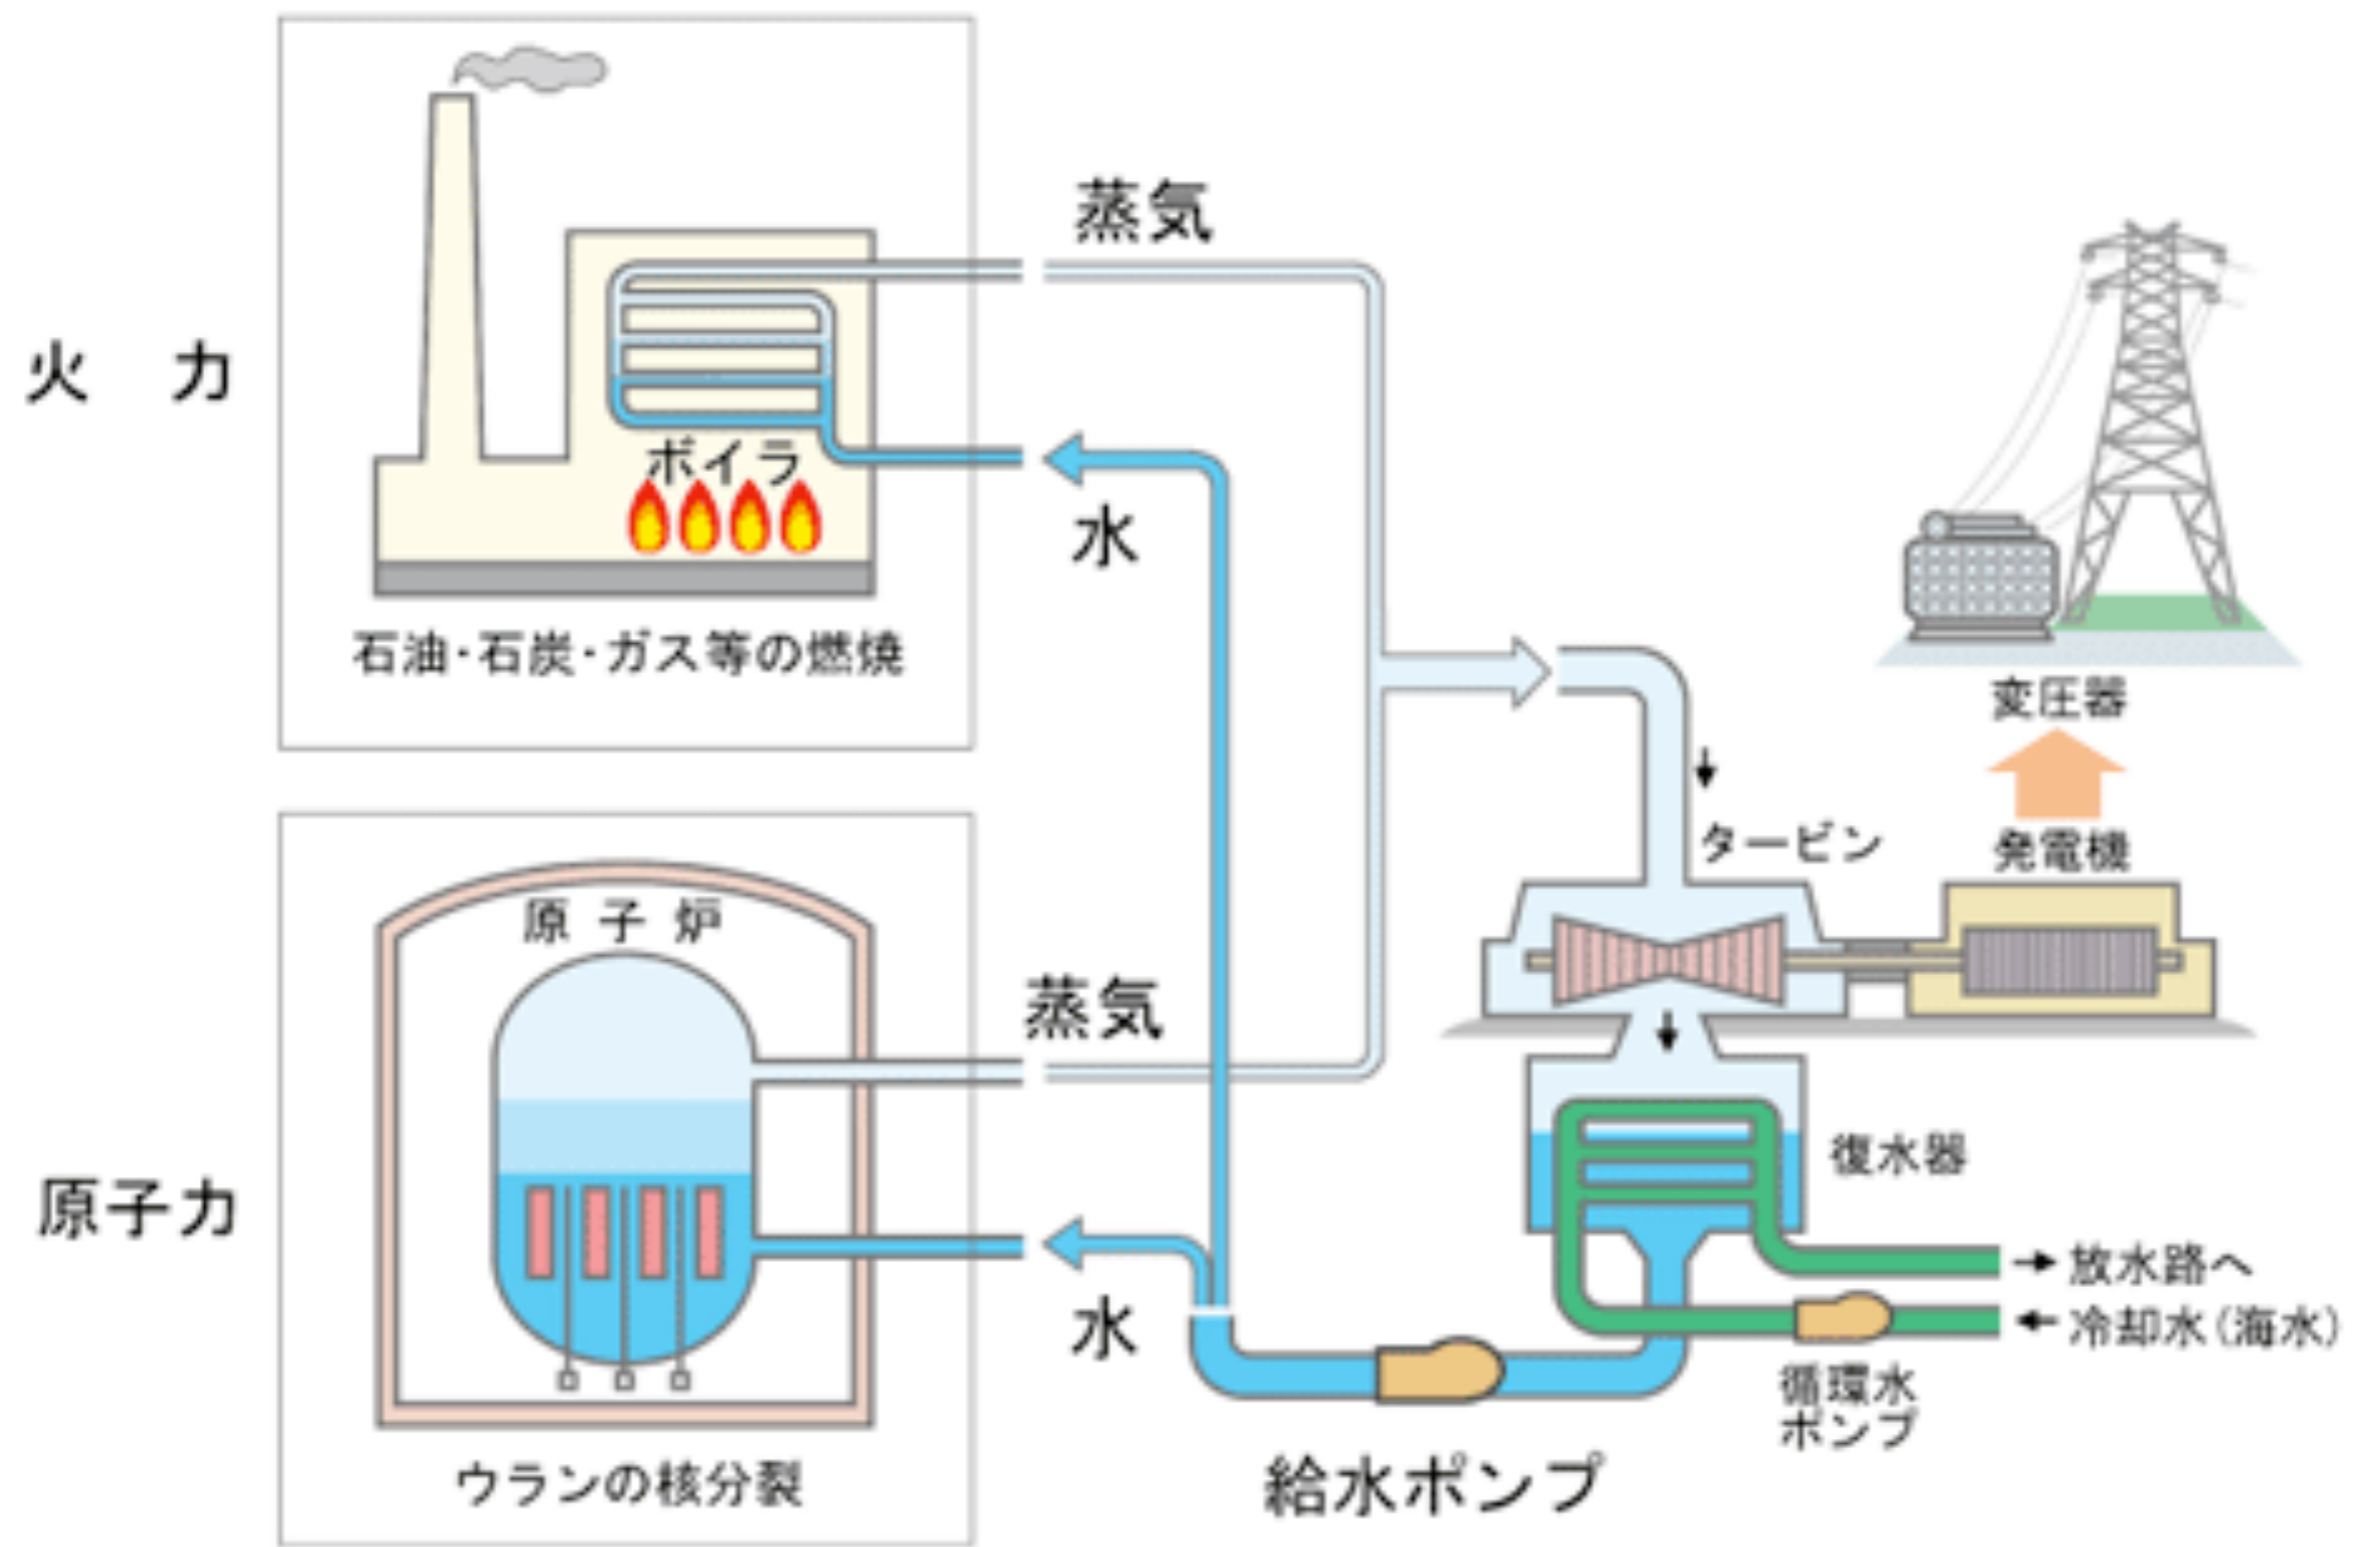 火 力
蒸気
ボイラ
水
石油･石炭･ガス等の燃焼
変圧器
タービン
発電機
原 子 炉
蒸気
原子力
復水器
放水路へ
水
冷却水(海水)
循環水
ポンプ
ウランの核分裂
給水ポンプ